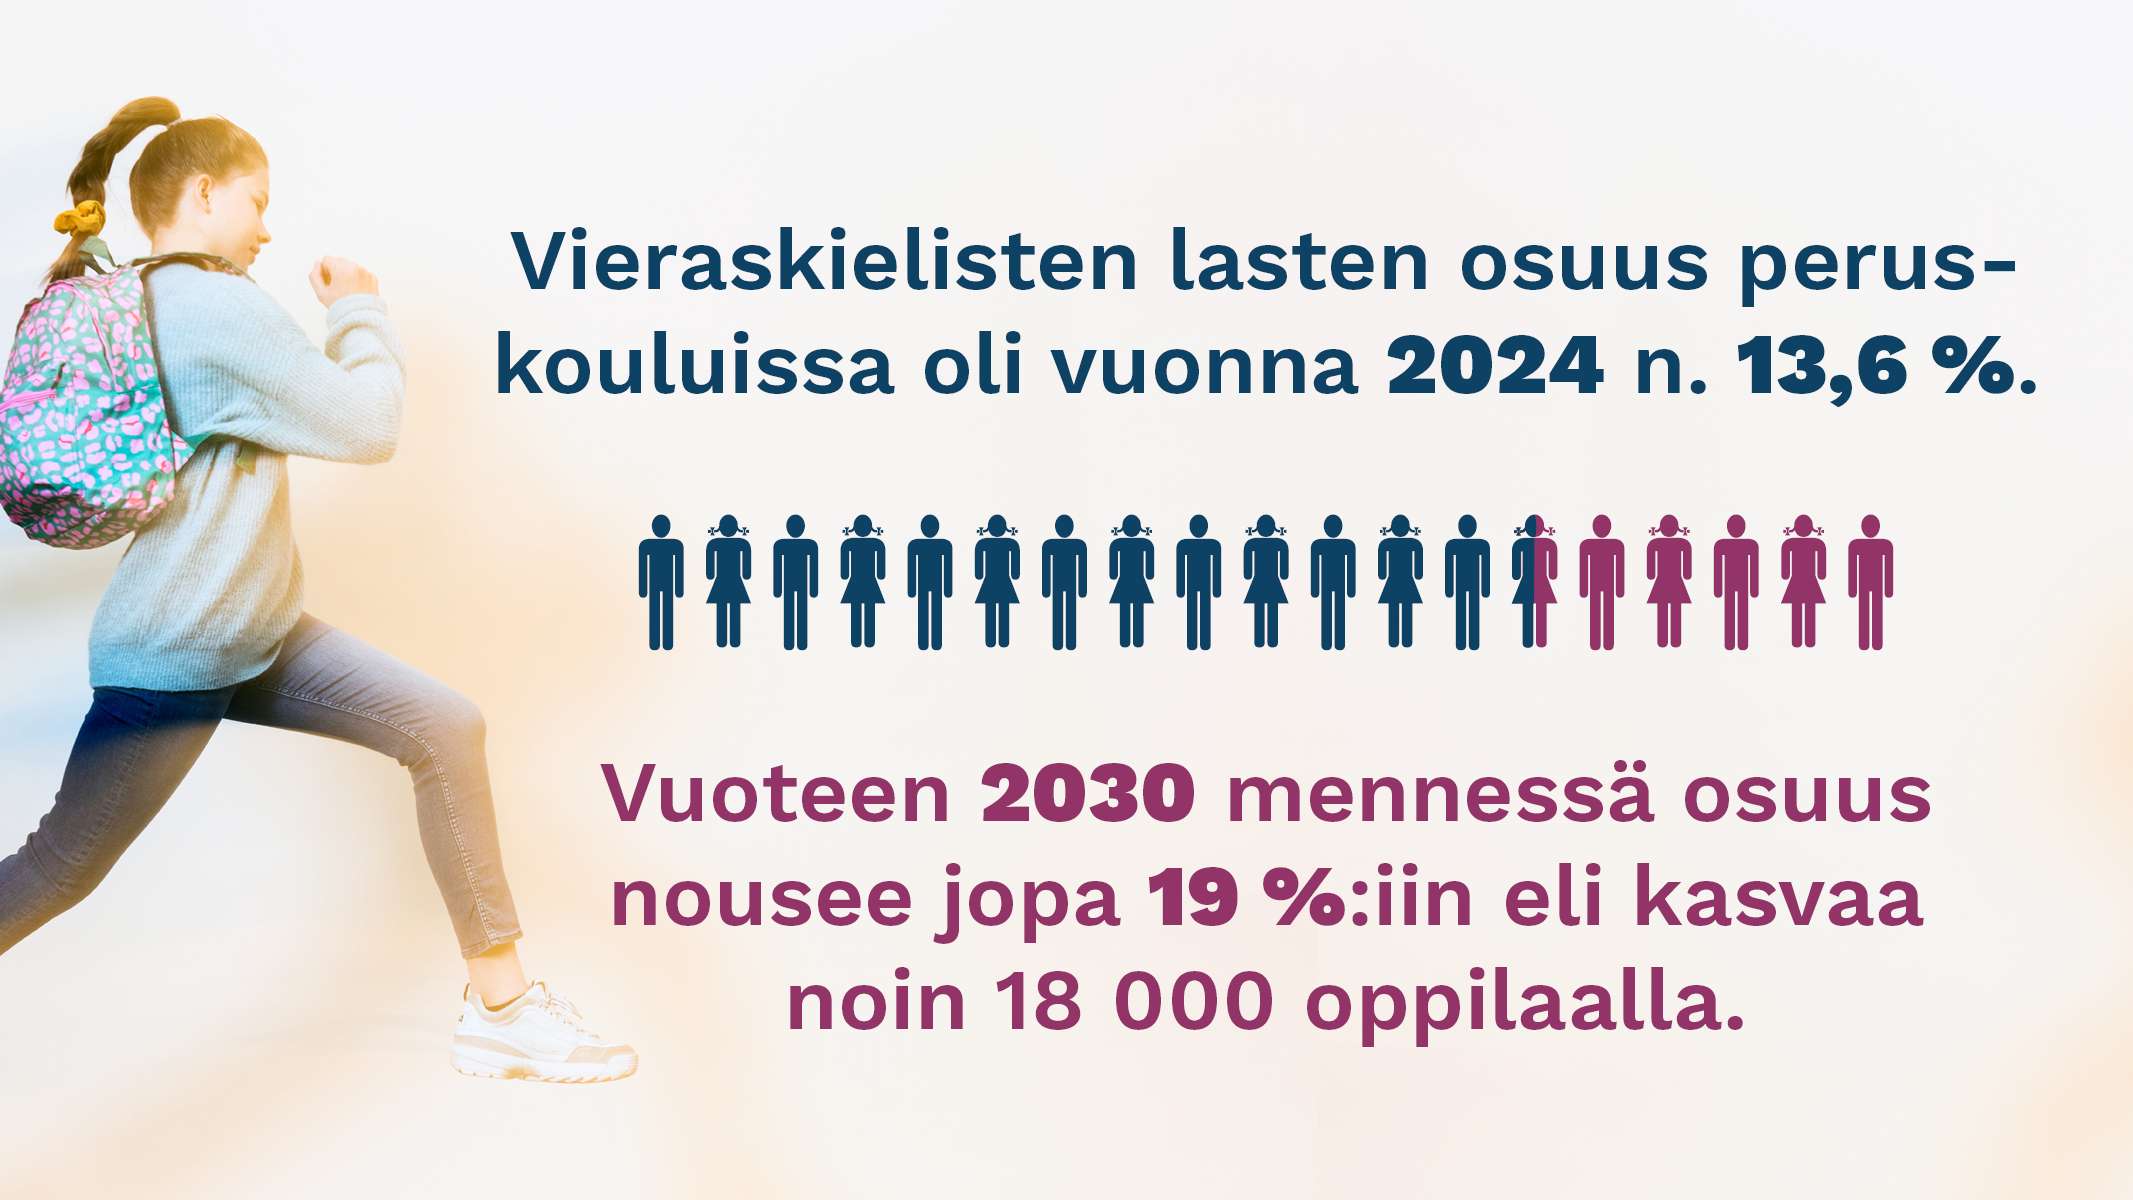 Vieraskielisten lasten osuus perus-
kouluissa oli vuonna 2024 n. 13,6 %.
Vuoteen 2030 mennessä osuus
nousee jopa 19 %:iin eli kasvaa
noin 18 000 oppilaalla.